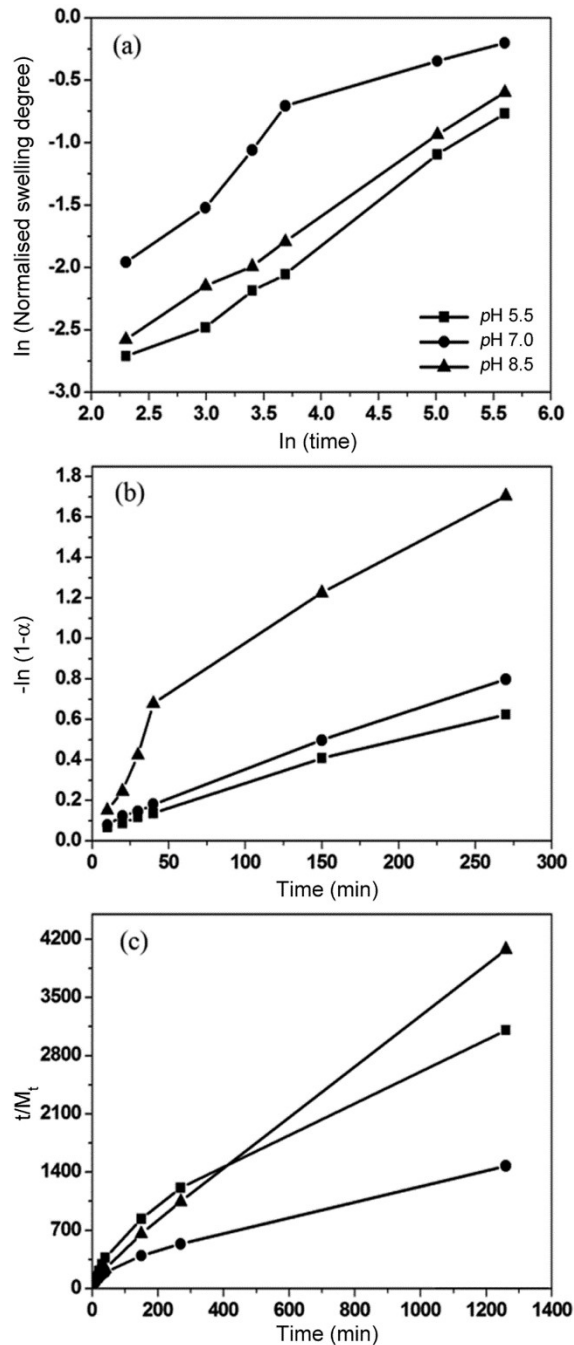 (a)
ln (Normalised swelling degree)
0.0
-0.5
-1.0
-1.5
-2.0
-2.5
-3.0
pH 5.5
pH 7.0
pH 8.5
2.0 2.5 3.0 3.5 4.0 4.5 5.0 5.5 6.0
ln (time)
(b)
-ln (1-α)
1.8
1.6
1.4
1.2
1.0
0.8
0.6
0.4
0.2
0.0
0 50 100 150 200 250 300
Time (min)
(c)
t/Mt
4200
3500
2800
2100
1400
700
0
0 200 400 600 800 1000 1200 1400
Time (min)